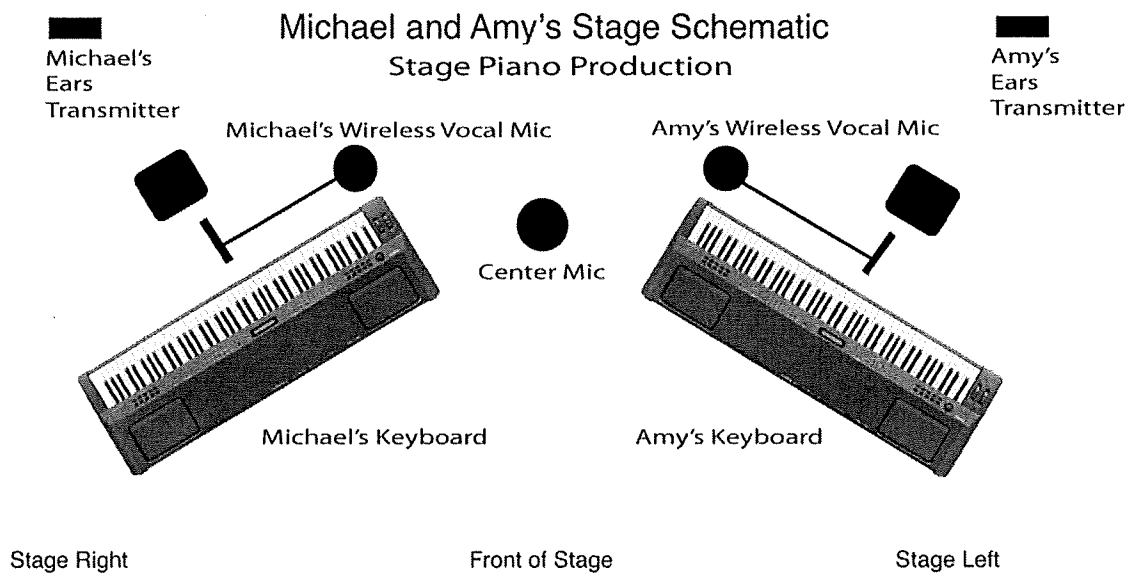 Michael and Amy's Stage Schematic
Stage Piano Production
Michael's
Ears
Transmitter
Amy's
Ears
Transmitter
Michael's Wireless Vocal Mic
Amy's Wireless Vocal Mic
Center Mic
Michael's Keyboard
Amy's Keyboard
Stage Right
Front of Stage
Stage Left